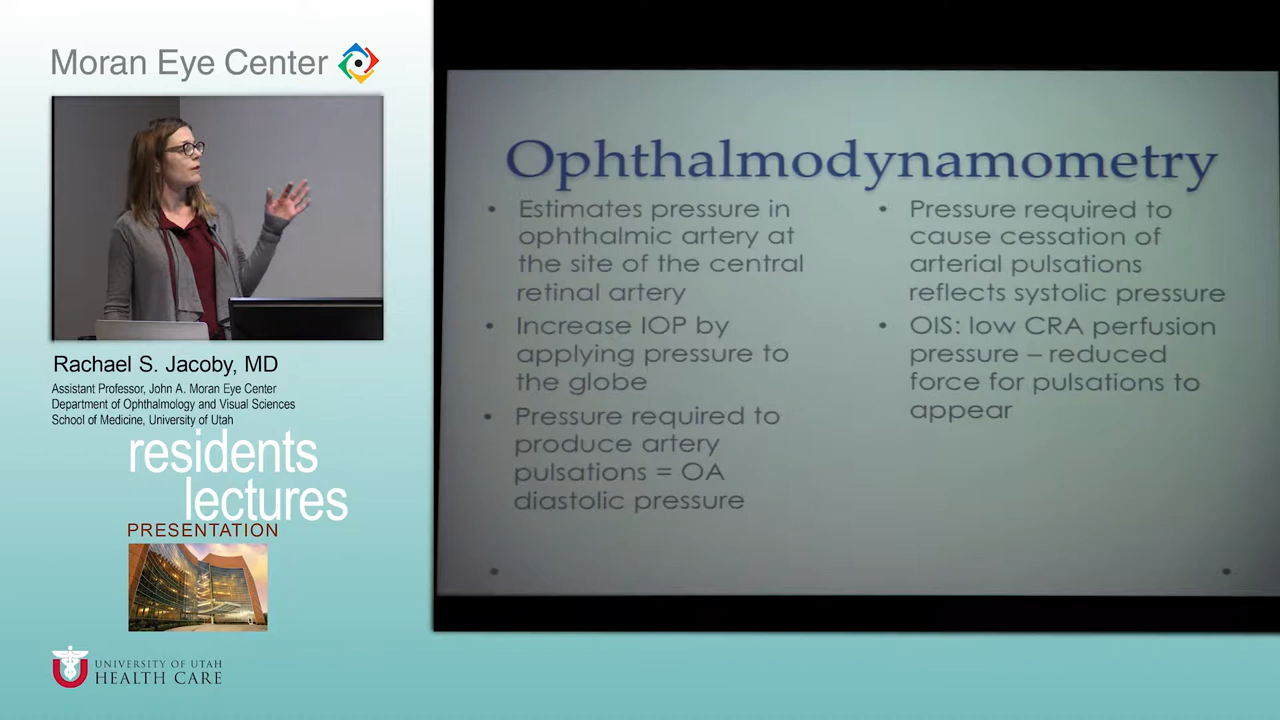 Moran Eye Center
Rachael S. Jacoby, MD
Assistant Professor, John A. Moran Eye Center
Department of Ophthalmology and Visual Sciences
School of Medicine, University of Utah
residents
lectures
PRESENTATION
UNIVERSITY OF UTAH
HEALTH CARE
Ophthalmodynamometry
• Estimates pressure in
ophthalmic artery at
the site of the central
retinal artery
• Increase IOP by
applying pressure to
the globe
• Pressure required to
produce artery
pulsations = OA
diastolic pressure
• Pressure required to
cause cessation of
arterial pulsations
reflects systolic pressure
• OIS: low CRA perfusion
pressure – reduced
force for pulsations to
appear